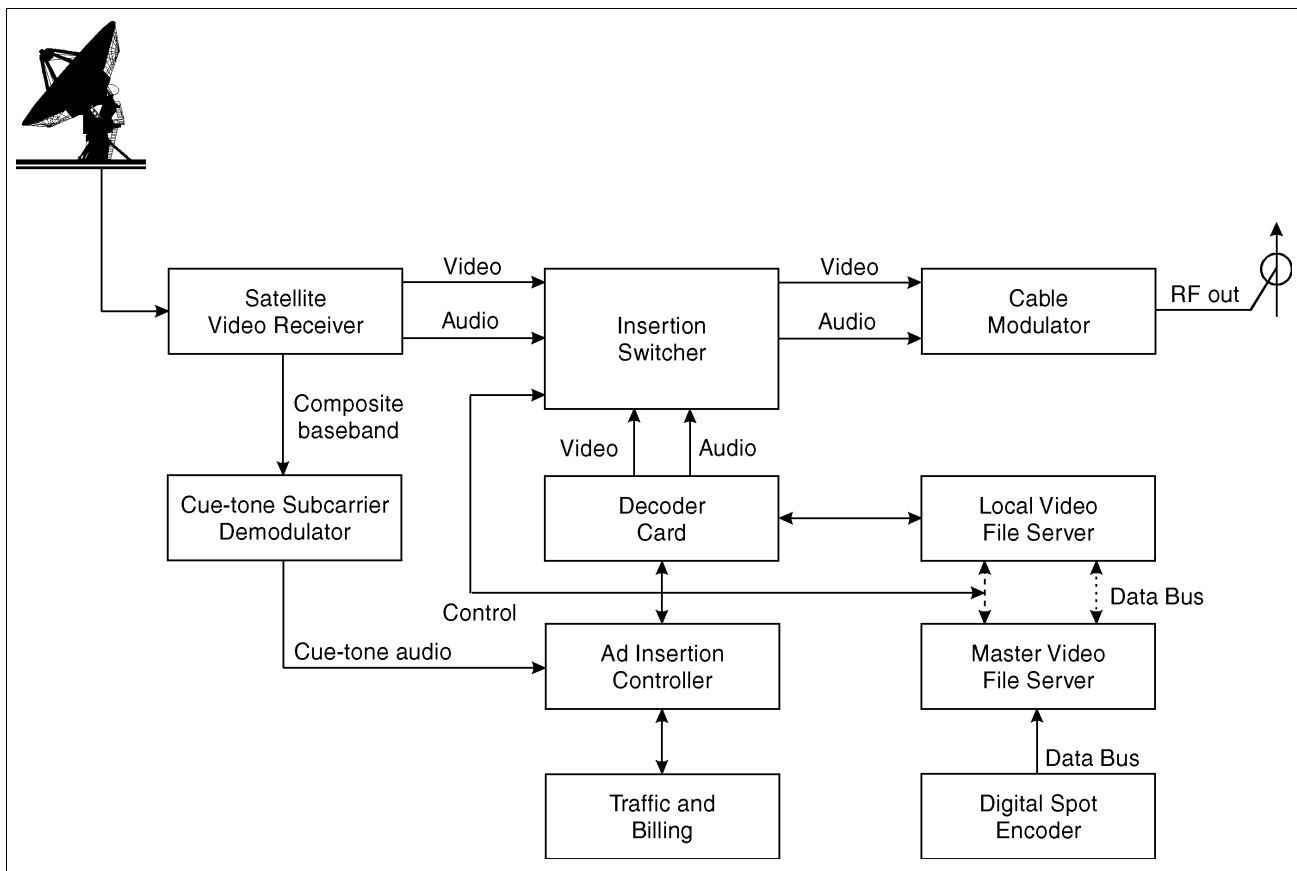 Video
Video
Satellite
Video Receiver
Insertion
Switcher
Cable
Modulator
RF out
Audio
Audio
Composite
baseband
Video
Audio
Cue-tone Subcarrier
Demodulator
Decoder
Card
Local Video
File Server
Data Bus
Control
Cue-tone audio
Ad Insertion
Controller
Master Video
File Server
Data Bus
Traffic and
Billing
Digital Spot
Encoder